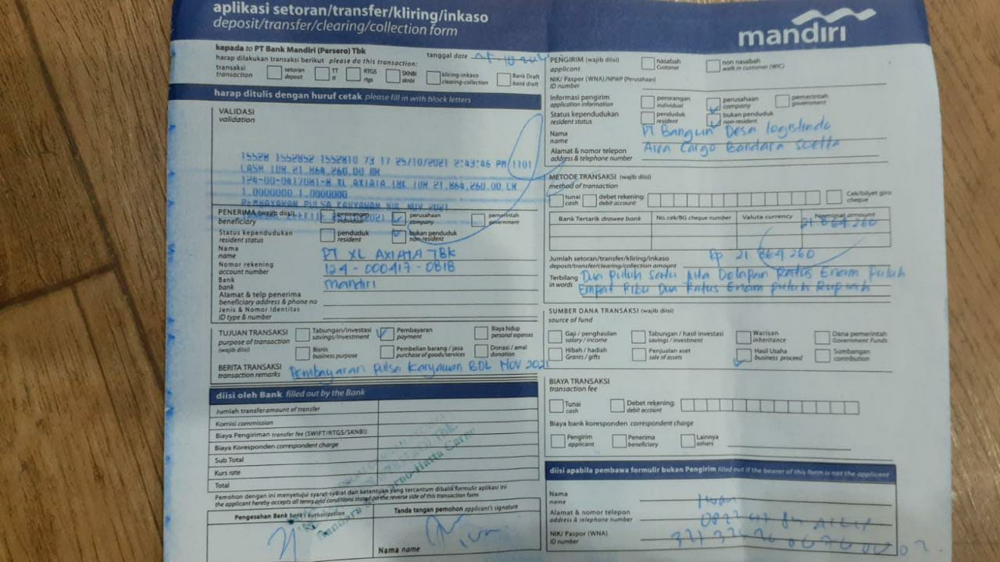 aplikasi setoran/transfer/kliring/inkaso
deposit/transfer/clearing/collection form
mandiri
kepada to PT Bank Mandiri (Persero) Tbk
tanggal date
harap dilakukan transaksi berikut please do this transaction:
transaksi
transaction
setoran
deposit
TT
tt
RTGS
rtgs
SKNBI
sknbi
kliring-inkaso
clearing-collection
Bank Draft
bank draft
harap ditulis dengan huruf cetak please fill in with block letters
VALIDASI
validation
15528 1552852 1552810 73 17 25/10/2021 2:43:46 PM 1101
CASH IDR 21,864,260.00
124-00-0417081-8 XL AXIATA TBK IDR 21,864,260.00 CR
1.0000000 1.0000000
PEMBAYARAN PULSA KARYAWAN BDL NOV 2021
PENERIMA (wajib diisi)
beneficiary
perorangan
individual
perusahaan
company
pemerintah
government
Status kependudukan
resident status
penduduk
resident
bukan penduduk
non-resident
Nama
name
PT XL AXIATA TBK
Nomor rekening
account number
124-000417-0818
Bank
bank
mandiri
Alamat & telp penerima
beneficiary address & phone no
Jenis & Nomor Identitas
ID type & number
TUJUAN TRANSAKSI
purpose of transaction
(wajib diisi)
Tabungan/investasi
savings/investment
Pembayaran
payment
Biaya hidup
personal expenses
Bisnis
business purpose
Pembelian barang / jasa
purchase of goods/services
Donasi / amal
donation
BERITA TRANSAKSI
transaction remarks
Pembayaran Pulsa Karyawan BDL NOV 2021
diisi oleh Bank filled out by the Bank
Jumlah transfer amount of transfer
Komisi commission
Biaya Pengiriman transfer fee (SWIFT/RTGS/SKNBI)
Biaya Koresponden correspondent charge
Sub Total
Kurs rate
Total
Pemohon dengan ini menyetujui syarat-syarat dan ketentuan yang tercantum dibalik formulir aplikasi ini
the applicant hereby accepts all terms and conditions stated on the reverse side of this transaction form
Pengesahan Bank bank's authorization
Tanda tangan pemohon applicant's signature
Nama name
PENGIRIM (wajib diisi)
applicant
nasabah
Customer
non nasabah
walk in customer (WIC)
NIK/ Paspor (WNA) /NPWP (Perusahaan)
ID number
Informasi pengirim
application information
perorangan
individual
perusahaan
company
pemerintah
government
Status kependudukan
resident status
penduduk
resident
bukan penduduk
non-resident
Nama
name
PT Bangun Desa Logistindo
Alamat & nomor telepon
address & telephone number
Area Cargo Bandara Soetta
METODE TRANSAKSI (wajib diisi)
method of transaction
tunai
cash
debet rekening:
debit account:
Cek/bilyet giro
cheque
Bank Tertarik drawee bank
No. cek/BG cheque number
Valuta currency
Nominal amount
21 864.260
Jumlah setoran/transfer/kliring/inkaso
deposit/transfer/clearing/collection amount
Rp 21.864.260
Terbilang
in words
Dua Puluh Satu Juta Delapan Ratus Enam Puluh
Empat Ribu Dua Ratus Enam Puluh Rupiah
SUMBER DANA TRANSAKSI (wajib diisi)
source of fund
Gaji / penghasilan
salary / income
Tabungan / hasil investasi
savings / investment
Warisan
inheritance
Dana pemerintah
Government Funds
Hibah / hadiah
Grants / gifts
Penjualan aset
sale of assets
Hasil Usaha
business proceed
Sumbangan
contribution
BIAYA TRANSAKSI
transaction fee
Tunai
cash
Debet rekening:
debit account
Biaya bank koresponden correspondent charge
Pengirim
applicant
Penerima
beneficiary
Lainnya
others
diisi apabila pembawa formulir bukan Pengirim filled out if the bearer of this form is not the applicant
Nama
name
Iwan
Alamat & nomor telepon
address & telephone number
NIK/ Paspor (WNA)
ID number